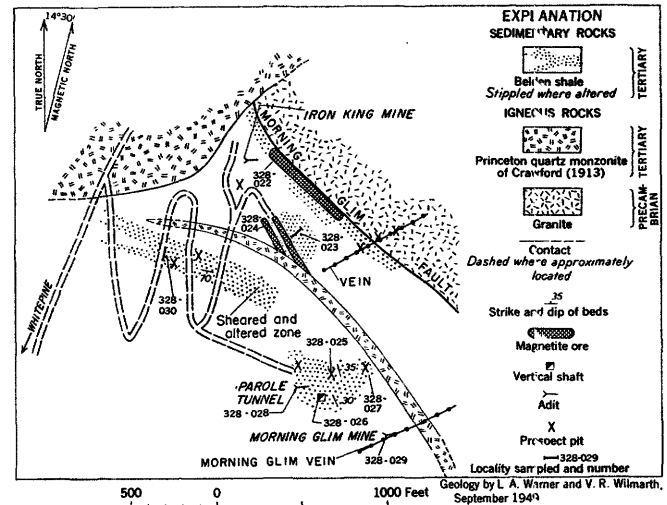 14°30'
TRUE NORTH
MAGNETIC NORTH
IRON KING MINE
MORNING GLIM FAULT
328-
022
328-
024
328-
023
VEIN
WHITEPINE
70
328-
030
Sheared and
altered zone
328-025
35
PAROLE
TUNNEL
328-028
30
328-
027
328-026
MORNING GLIM MINE
MORNING GLIM VEIN
328-029
500 0 1000 Feet
EXPLANATION
SEDIMENTARY ROCKS
Belden shale
Stippled where altered
TERTIARY
IGNEOUS ROCKS
Princeton quartz monzonite
of Crawford (1913)
TERTIARY
Granite
PRECAM-
BRIAN
Contact
Dashed where approximately
located
35
Strike and dip of beds
Magnetite ore
Vertical shaft
Adit
X
Prospect pit
328-029
Locality sampled and number
Geology by L. A. Warner and V. R. Wilmarth,
September 1949